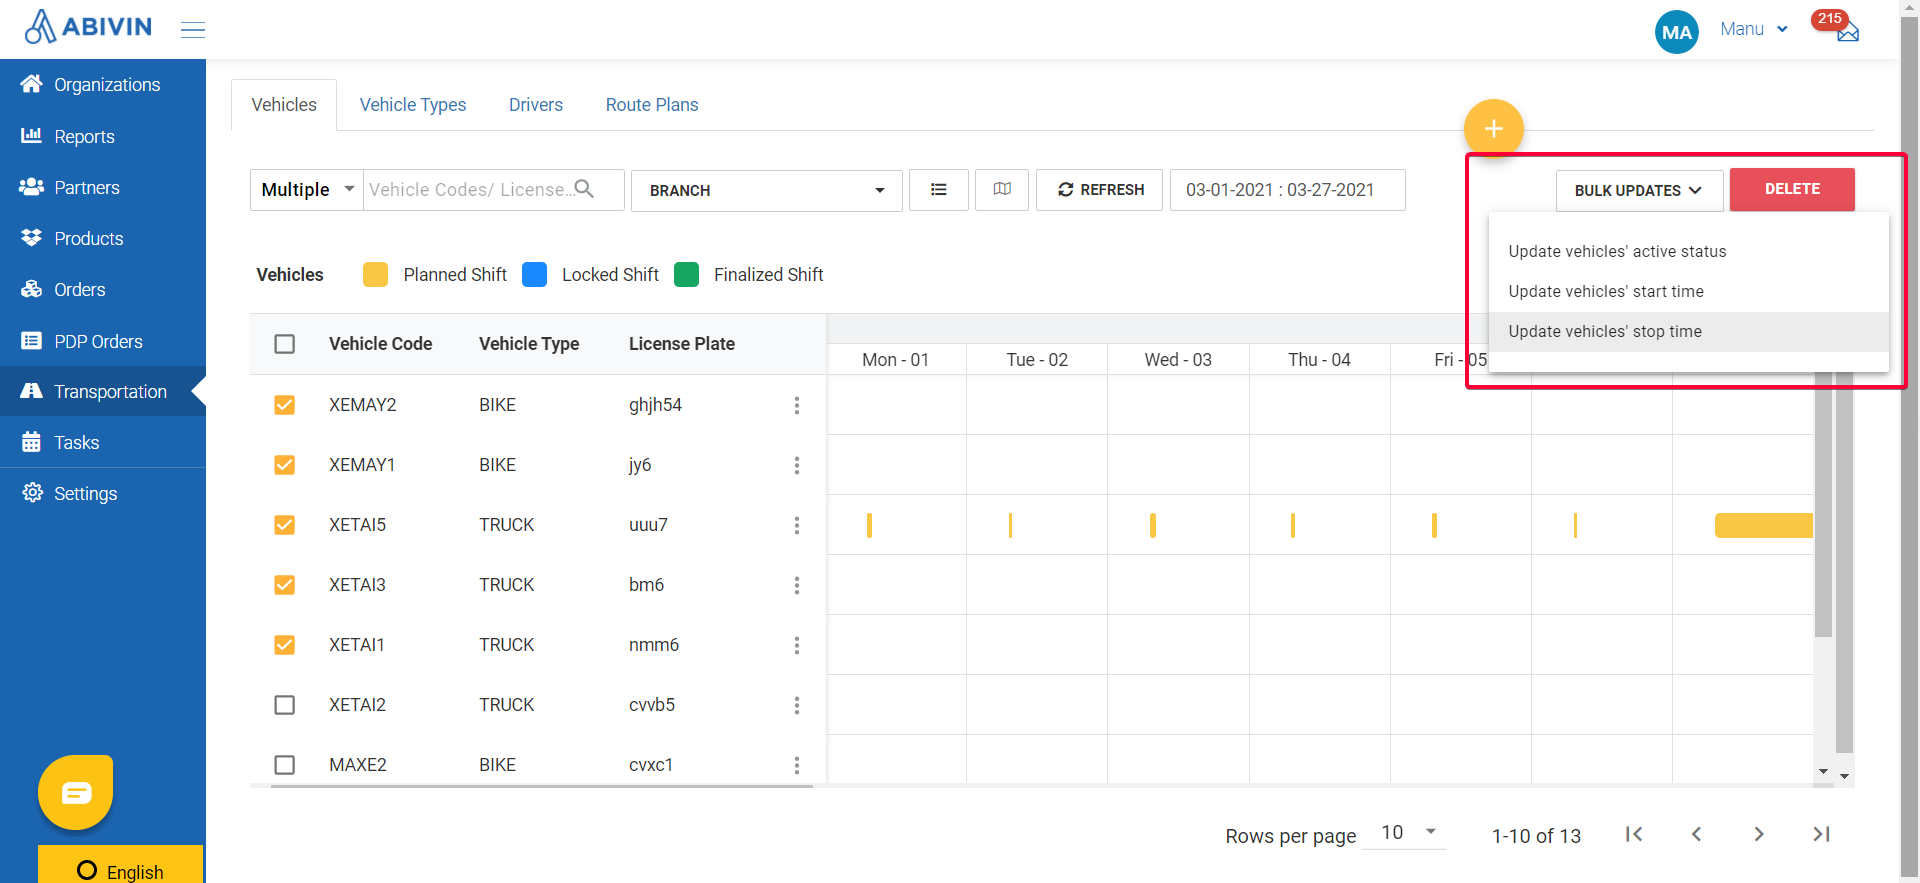 ABIVIN
MA
Manu
215
Organizations
Reports
Partners
Products
Orders
PDP Orders
Transportation
Tasks
Settings
English
Vehicles
Vehicle Types
Drivers
Route Plans
+
Multiple
Vehicle Codes/ License...
BRANCH
REFRESH
03-01-2021 : 03-27-2021
BULK UPDATES
DELETE
Update vehicles' active status
Update vehicles' start time
Update vehicles' stop time
Vehicles
Planned Shift
Locked Shift
Finalized Shift
Vehicle Code Vehicle Type License Plate
Mon - 01 Tue - 02 Wed - 03 Thu - 04 Fri - 05
XEMAY2 BIKE ghjh54
XEMAY1 BIKE jy6
XETAI5 TRUCK uuu7
XETAI3 TRUCK bm6
XETAI1 TRUCK nmm6
XETAI2 TRUCK cvvb5
MAXE2 BIKE cvxc1
Rows per page 10 1-10 of 13